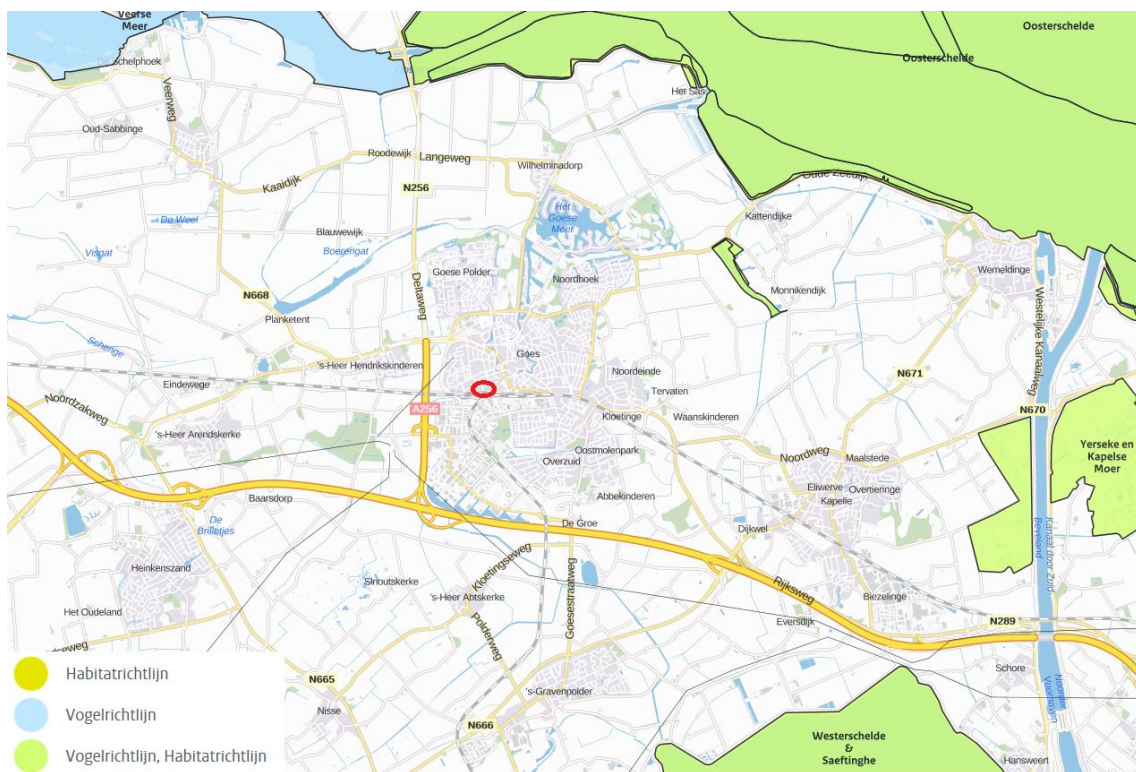 Veerse
Meer
Oosterschelde
Oosterschelde
De Schelphoek
Het Sas
Veerweg
Oud-Sabbinge
Roodewijk
Langeweg
Wilhelminadorp
Kaaidijk
N256
Oude Zeedijk
Het
Goese
Meer
Kattendijke
De Weel
Blauwewijk
Visgat
Boerengat
Goese Polder
Noordhoek
Wemeldinge
Monnikendijk
Deltaweg
N668
Planketent
Westelijke Kanaalweg
Schenge
Goes
's-Heer Hendrikskinderen
Noordeinde
N671
Eindewege
Tervaten
Noordzakweg
A256
Kloetinge
Waanskinderen
N670
's-Heer Arendskerke
Yerseke en
Kapelse
Moer
Oostmolenpark
Noordweg
Maalstede
Overzuid
Eliwerve
Overberinge
Kapelle
Baarsdorp
Abbekinderen
De
Brilletjes
De Groe
Dijkwel
Kanaal door Zuid
Beveland
Heinkenszand
Sinoutskerke
Kloetingseweg
's-Heer Abtskerke
Goesestraatweg
Rijksweg
Biezelinge
Het Oudeland
Polderweg
Eversdijk
N289
Schore
Habitatrichtlijn
N665
's-Gravenpolder
Noorder
Voorhaven
Nisse
Vogelrichtlijn
N666
Westerschelde
&
Saeftinghe
Vogelrichtlijn, Habitatrichtlijn
Hansweert